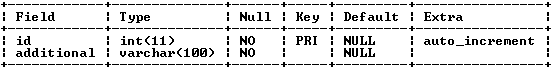 Field | Type | Null | Key | Default | Extra
id | int(11) | NO | PRI | NULL | auto_increment
additional | varchar(100) | NO | | NULL |